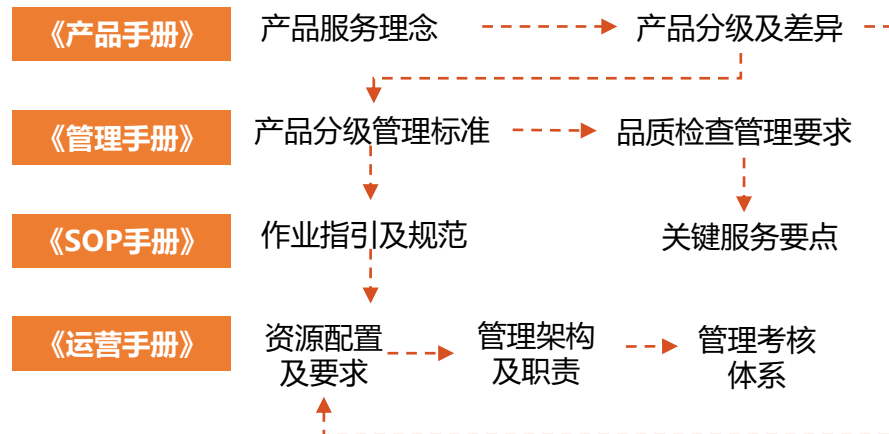 《产品手册》 产品服务理念 产品分级及差异
《管理手册》 产品分级管理标准 品质检查管理要求
《SOP手册》 作业指引及规范 关键服务要点
《运营手册》
资源配置
及要求
管理架构
及职责
管理考核
体系